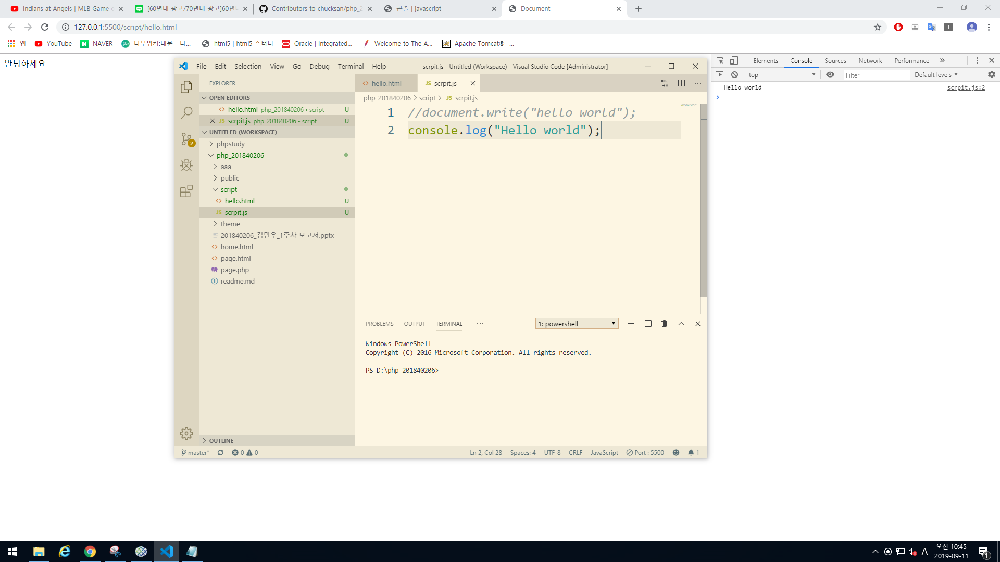 Indians at Angels | MLB Game
[60년대 광고/70년대 광고]60년
Contributors to chucksan/php_2
콘솔 | javascript
Document
127.0.0.1:5500/script/hello.html
앱
YouTube
NAVER
나무위키:대문 - 나...
html5 | html5 스터디
Oracle | Integrated...
Welcome to The A...
Apache Tomcat® -...
안녕하세요
File Edit Selection View Go Debug Terminal Help
scrpit.js - Untitled (Workspace) - Visual Studio Code [Administrator]
EXPLORER
OPEN EDITORS
hello.html php_201840206 • script U
scrpit.js php_201840206 • script U
UNTITLED (WORKSPACE)
phpstudy
php_201840206
aaa
public
script
hello.html U
JS scrpit.js U
theme
201840206_김민우_1주차 보고서.pptx
home.html
page.html
page.php
readme.md
OUTLINE
2
hello.html
JS scrpit.js
php_201840206 > script > JS scrpit.js
1 //document.write("hello world");
2 console.log("Hello world");
PROBLEMS OUTPUT TERMINAL ...
1: powershell
Windows PowerShell
Copyright (C) 2016 Microsoft Corporation. All rights reserved.
PS D:\php_201840206>
master* 0 0
Ln 2, Col 28 Spaces: 4 UTF-8 CRLF JavaScript Port : 5500 1
Elements Console Sources Network Performance »
top Filter Default levels
Hello world scrpit.js:2
A
오전 10:45
2019-09-11
1